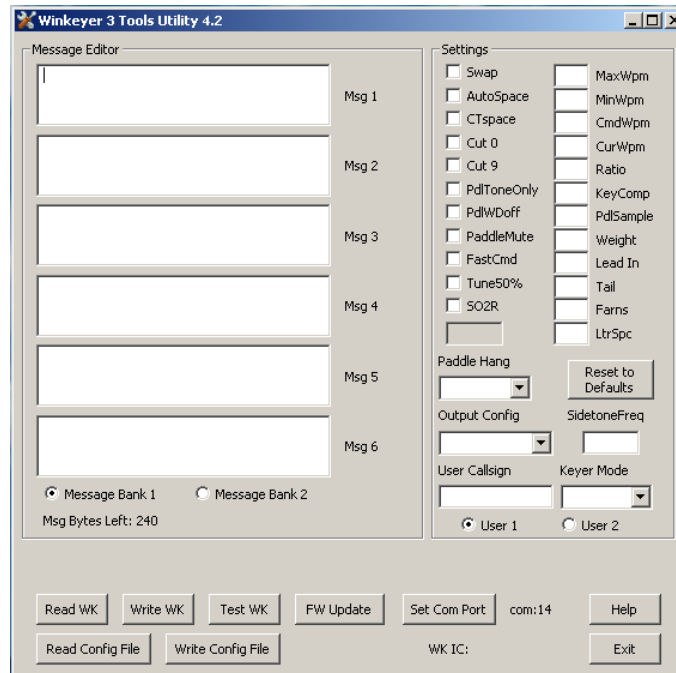 Winkeyer 3 Tools Utility 4.2
Message Editor
Msg 1
Msg 2
Msg 3
Msg 4
Msg 5
Msg 6
Message Bank 1 Message Bank 2
Msg Bytes Left: 240
Settings
Swap MaxWpm
AutoSpace MinWpm
CTspace CmdWpm
Cut 0 CurWpm
Cut 9 Ratio
PdlToneOnly KeyComp
PdlWDoff PdlSample
PaddleMute Weight
FastCmd Lead In
Tune50% Tail
SO2R Farns
LtrSpc
Paddle Hang
Reset to
Defaults
Output Config SidetoneFreq
User Callsign Keyer Mode
User 1 User 2
Read WK Write WK Test WK FW Update Set Com Port com:14 Help
Read Config File Write Config File WK IC: Exit